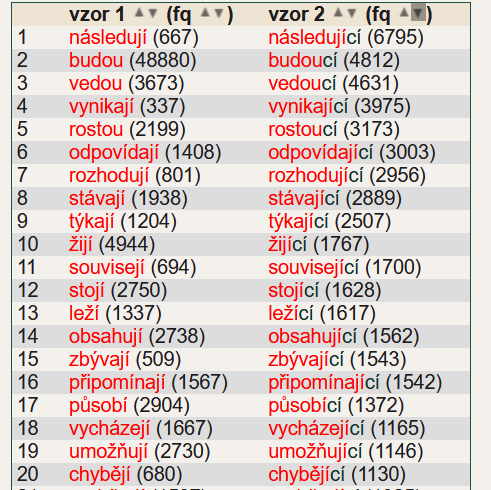 vzor 1 ▲▼ (fq ▲▼) vzor 2 ▲▼ (fq ▲▼)
1 následují (667) následující (6795)
2 budou (48880) budoucí (4812)
3 vedou (3673) vedoucí (4631)
4 vynikají (337) vynikající (3975)
5 rostou (2199) rostoucí (3173)
6 odpovídají (1408) odpovídající (3003)
7 rozhodují (801) rozhodující (2956)
8 stávají (1938) stávající (2889)
9 týkají (1204) týkající (2507)
10 žijí (4944) žijící (1767)
11 souvisejí (694) související (1700)
12 stojí (2750) stojící (1628)
13 leží (1337) ležící (1617)
14 obsahují (2738) obsahující (1562)
15 zbývají (509) zbývající (1543)
16 připomínají (1567) připomínající (1542)
17 působí (2904) působící (1372)
18 vycházejí (1667) vycházející (1165)
19 umožňují (2730) umožňující (1146)
20 chybějí (680) chybějící (1130)